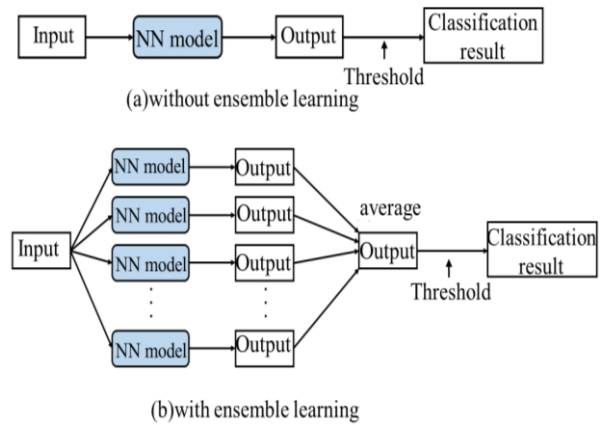 Input
NN model
Output
Classification
result
Threshold
(a)without ensemble learning
NN model
Output
NN model
Output
average
Input
NN model
Output
Output
Classification
result
Threshold
NN model
Output
(b)with ensemble learning